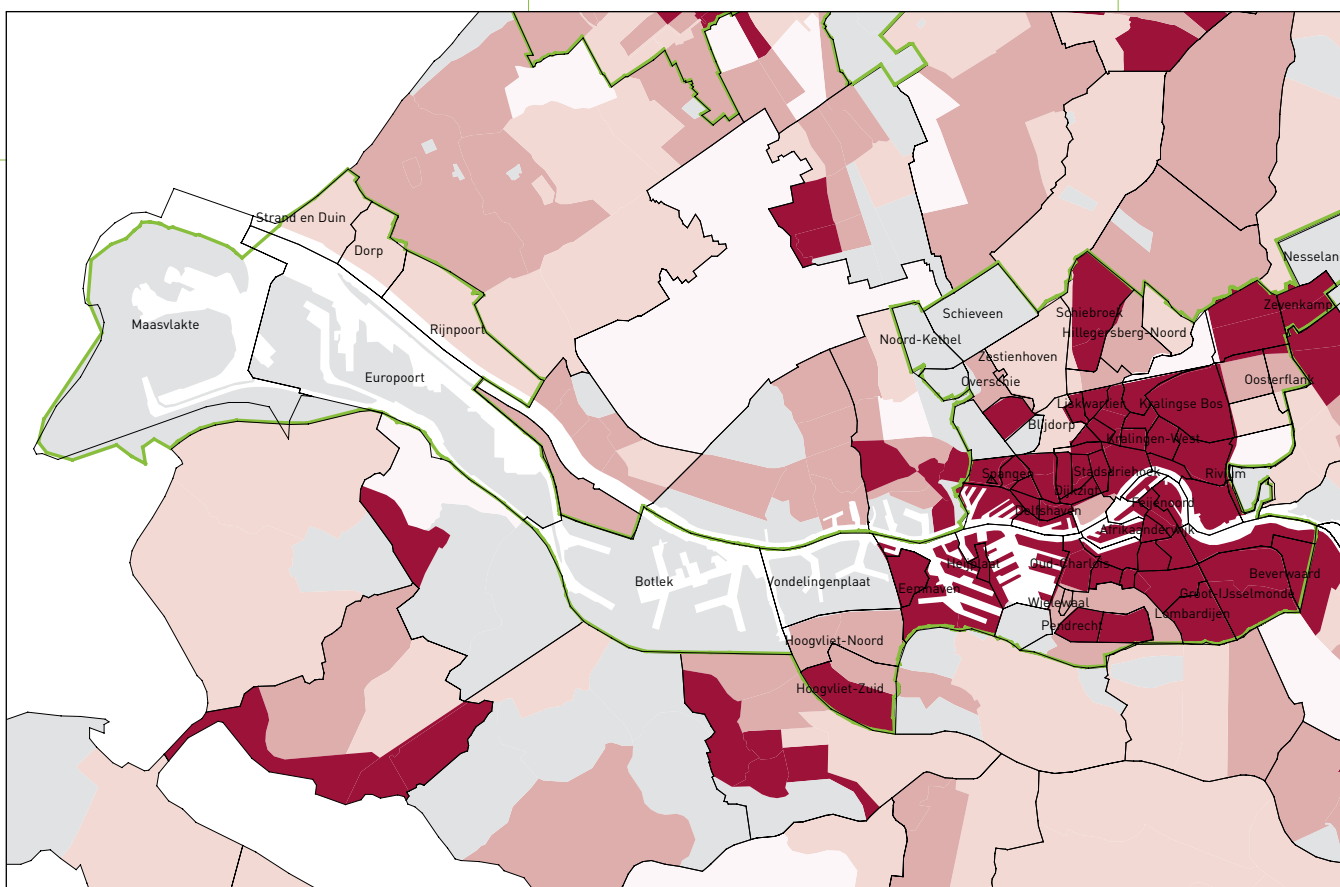 Strand en Duin
Dorp
Nesselan
Maasvlakte
Rijnpoort
Schieveen
Noord-Kethel
Schiebroek
Zevenkamp
Hillegersberg-Noord
Zestienhoven
Europoort
Overschie
Oosterflank
Liskwartier
Kralingse Bos
Blijdorp
Kralingen-West
Spangen
Stadsdriehoek
Rivium
Dijkzigt
Feijenoord
Delfshaven
Afrikaanderwijk
Botlek
Vondelingenplaat
Heijplaat
Oud-Charlois
Beverwaard
Eemhaven
Groot-IJsselmonde
Wielewaal
Lombardijen
Pendrecht
Hoogvliet-Noord
Hoogvliet-Zuid